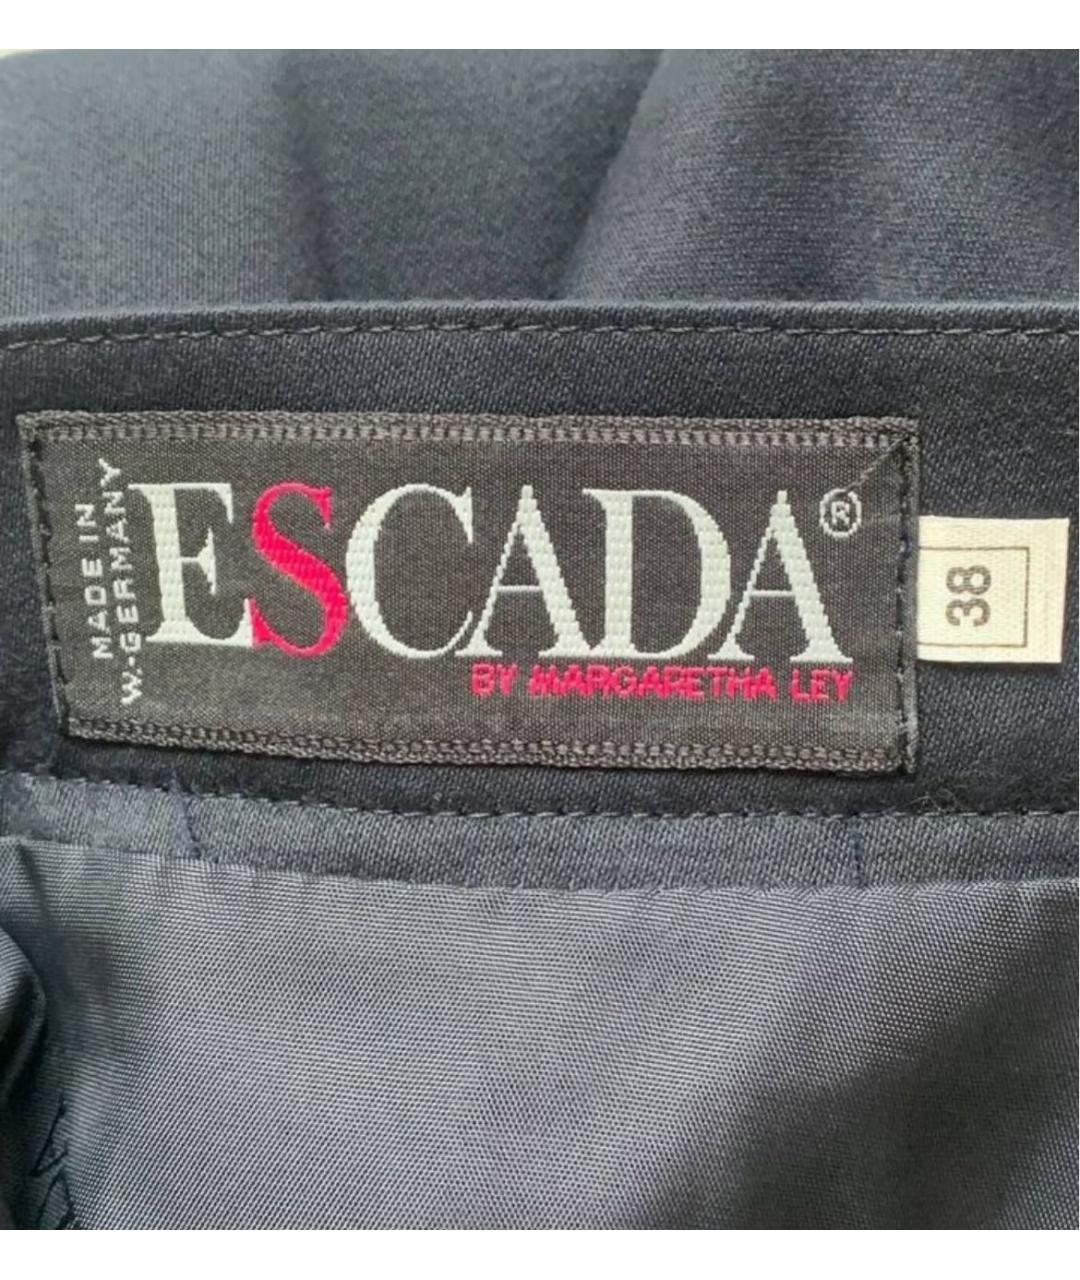 MADE IN
W.-GERMANY
ESCADA®
BY MARGARETHA LEY
38